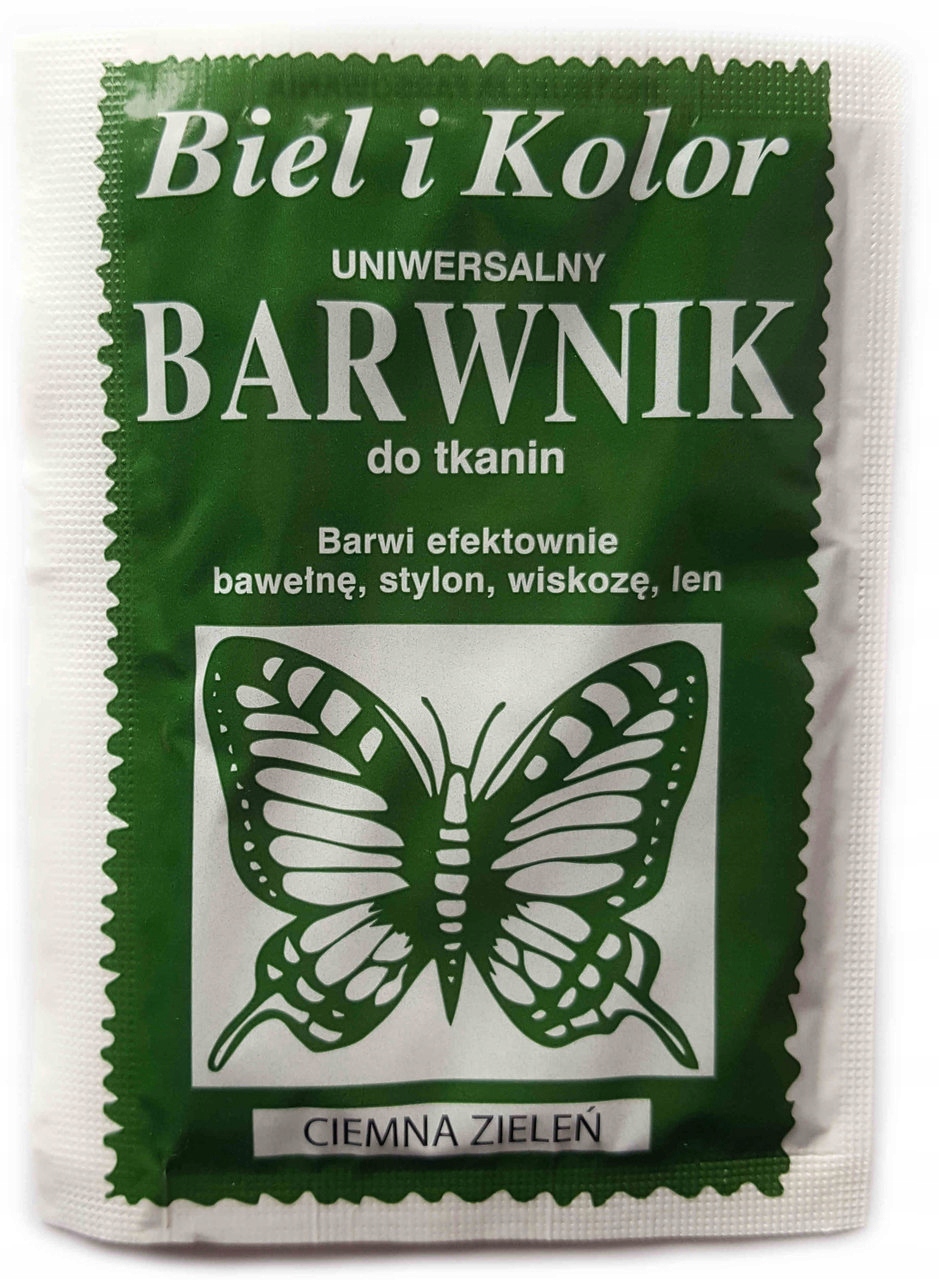 Biel i Kolor
UNIWERSALNY
BARWNIK
do tkanin
Barwi efektownie
bawełnę, stylon, wiskozę, len
CIEMNA ZIELEŃ